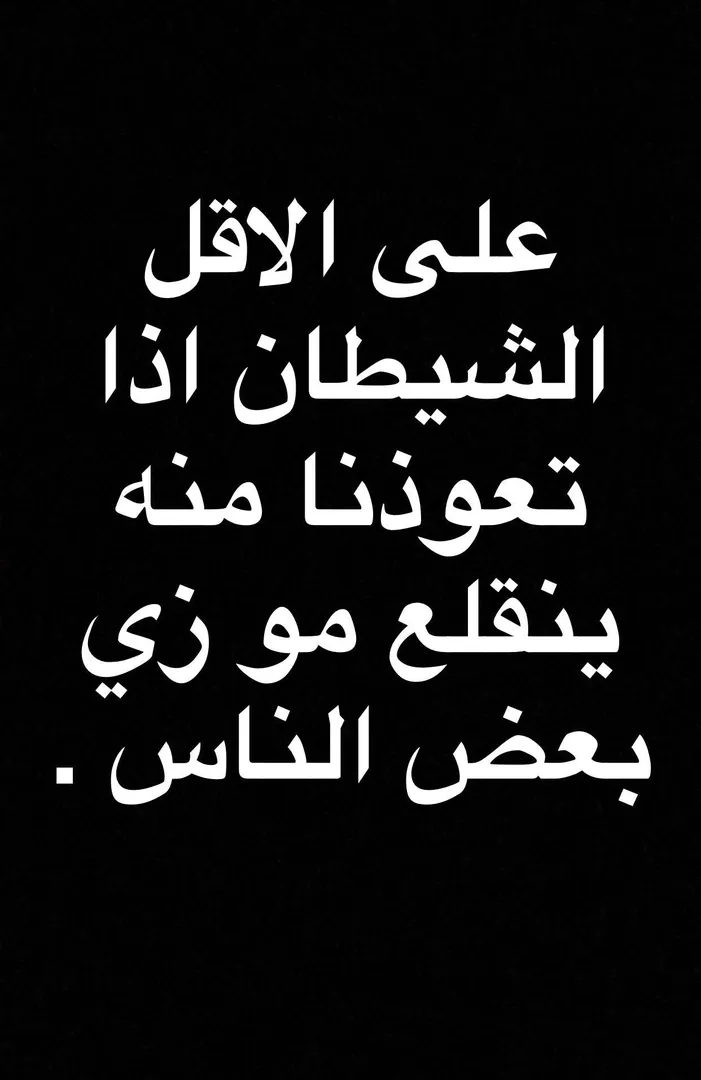 على الاقل
الشيطان اذا
تعوذنا منه
ينقلع مو زي
بعض الناس .